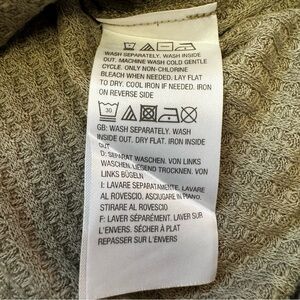 WASH SEPARATELY. WASH INSIDE
OUT. MACHINE WASH COLD GENTLE
CYCLE. ONLY NON-CHLORINE
BLEACH WHEN NEEDED. LAY FLAT
TO DRY. COOL IRON IF NEEDED. IRON
ON REVERSE SIDE
30
GB: WASH SEPARATELY. WASH
INSIDE OUT. DRY FLAT. IRON INSIDE
OUT
D: SEPARAT WASCHEN. VON LINKS
WASCHEN. LIEGEND TROCKNEN. VON
LINKS BÜGELN
I: LAVARE SEPARATAMENTE. LAVARE
AL ROVESCIO. ASCIUGARE IN PIANO.
STIRARE AL ROVESCIO
F: LAVER SÉPARÉMENT. LAVER SUR
L'ENVERS. SÉCHER À PLAT
REPASSER SUR L'ENVERS